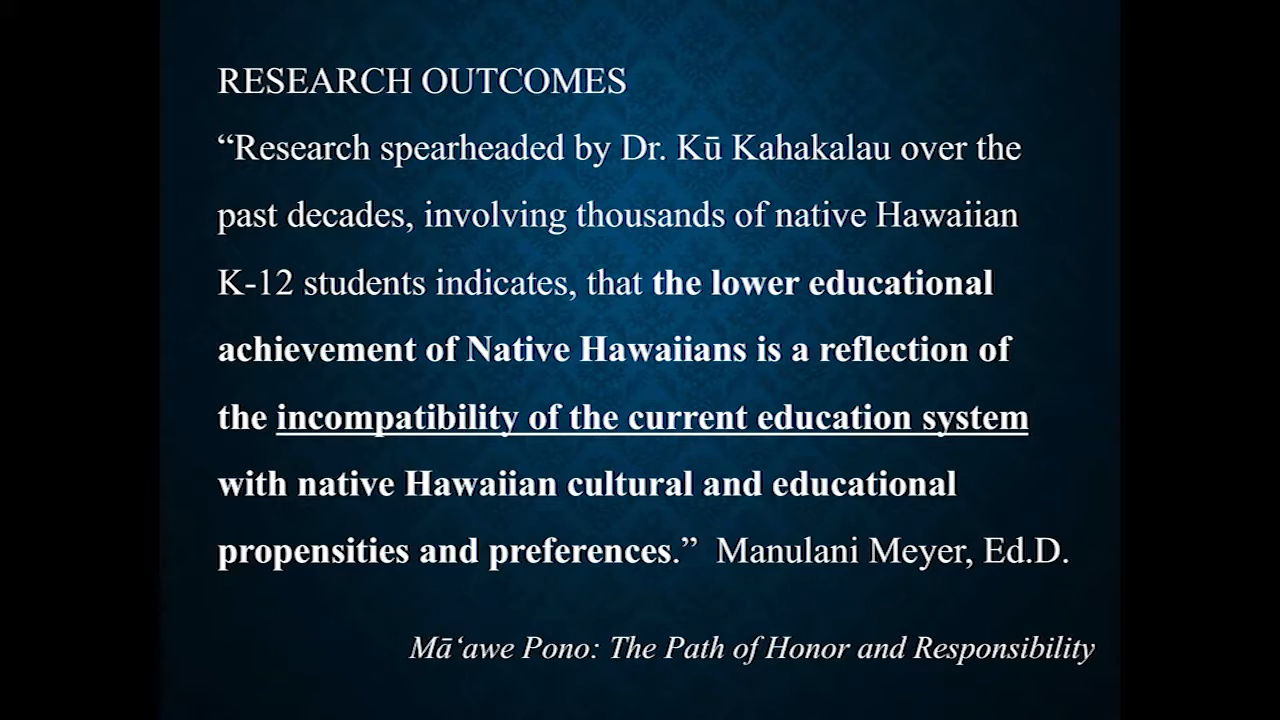 RESEARCH OUTCOMES
“Research spearheaded by Dr. Kū Kahakalau over the
past decades, involving thousands of native Hawaiian
K-12 students indicates, that the lower educational
achievement of Native Hawaiians is a reflection of
the incompatibility of the current education system
with native Hawaiian cultural and educational
propensities and preferences.” Manulani Meyer, Ed.D.
Mā‘awe Pono: The Path of Honor and Responsibility